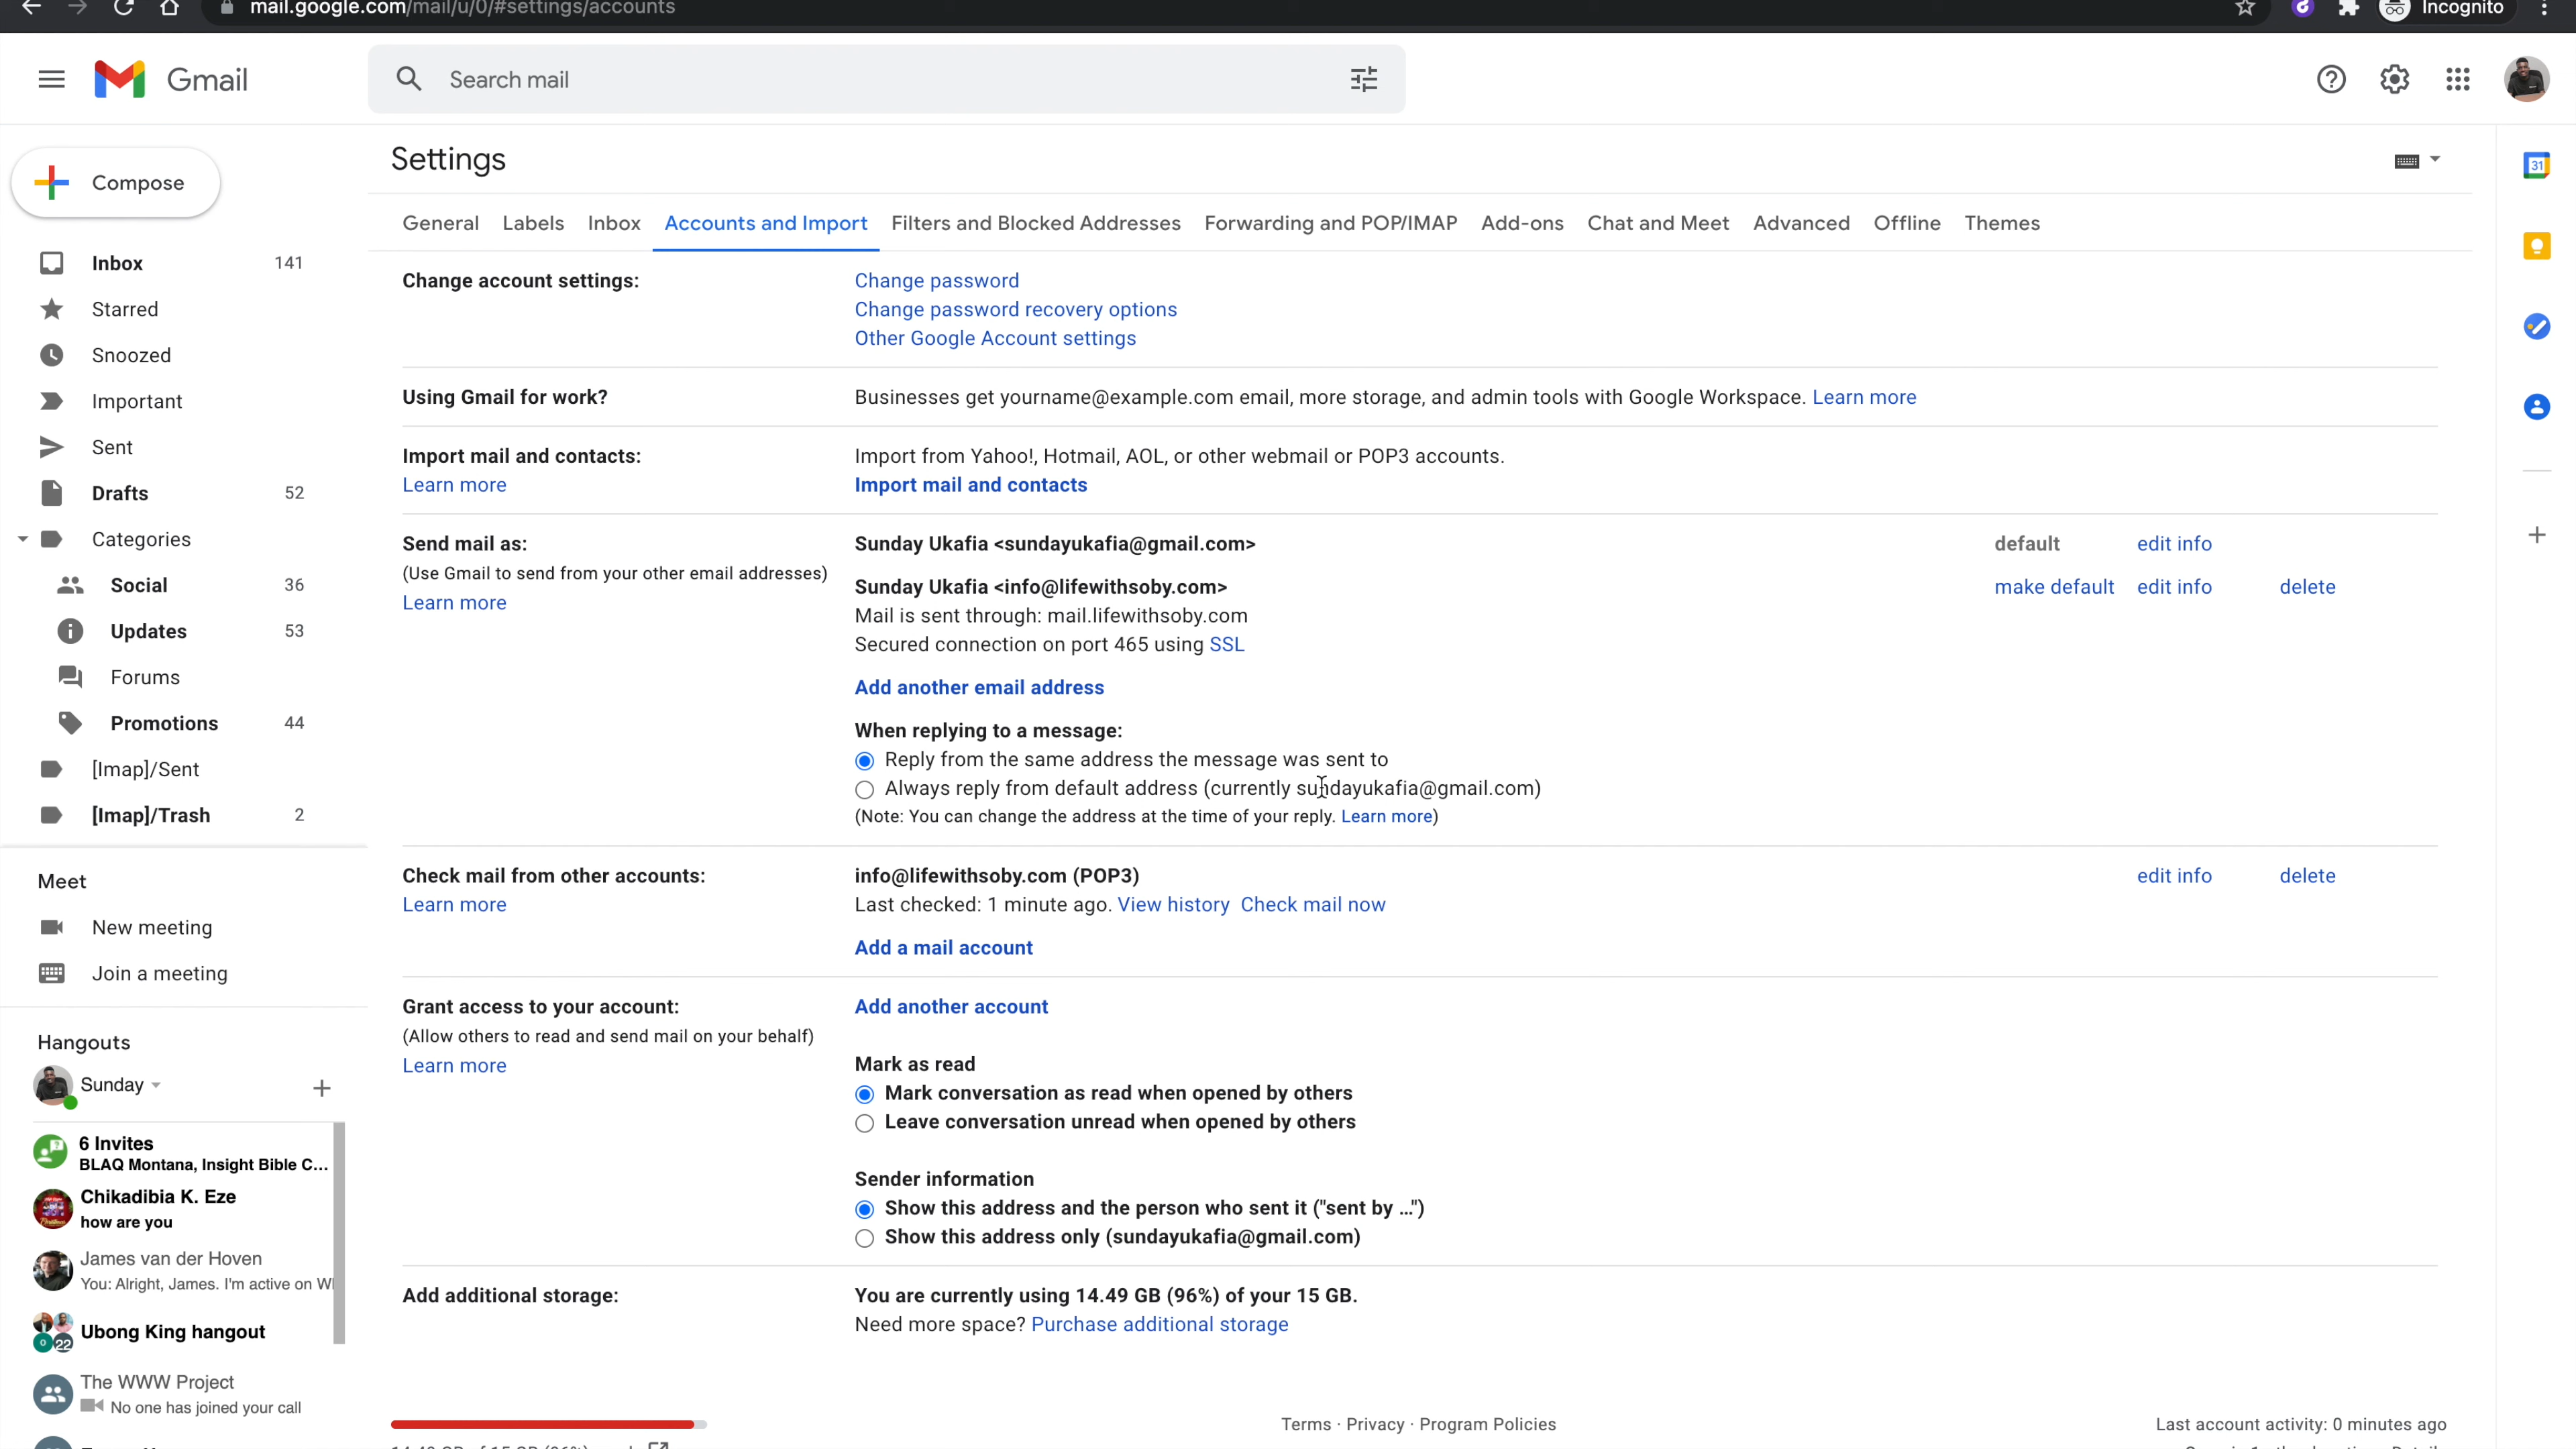 mail.google.com/mail/u/0/#settings/accounts
Incognito
Gmail
Search mail
Compose
Inbox 141
Starred
Snoozed
Important
Sent
Drafts 52
Categories
Social 36
Updates 53
Forums
Promotions 44
[Imap]/Sent
[Imap]/Trash 2
Meet
New meeting
Join a meeting
Hangouts
Sunday
6 Invites
BLAQ Montana, Insight Bible C...
Chikadibia K. Eze
how are you
James van der Hoven
You: Alright, James. I'm active on W
22
Ubong King hangout
The WWW Project
No one has joined your call
Settings
General Labels Inbox Accounts and Import Filters and Blocked Addresses Forwarding and POP/IMAP Add-ons Chat and Meet Advanced Offline Themes
Change account settings: Change password
Change password recovery options
Other Google Account settings
Using Gmail for work? Businesses get yourname@example.com email, more storage, and admin tools with Google Workspace. Learn more
Import mail and contacts: Import from Yahoo!, Hotmail, AOL, or other webmail or POP3 accounts.
Learn more Import mail and contacts
Send mail as: Sunday Ukafia <sundayukafia@gmail.com> default edit info
(Use Gmail to send from your other email addresses)
Learn more
Sunday Ukafia <info@lifewithsoby.com> make default edit info delete
Mail is sent through: mail.lifewithsoby.com
Secured connection on port 465 using SSL
Add another email address
When replying to a message:
Reply from the same address the message was sent to
Always reply from default address (currently sundayukafia@gmail.com)
(Note: You can change the address at the time of your reply. Learn more)
Check mail from other accounts: info@lifewithsoby.com (POP3) edit info delete
Learn more Last checked: 1 minute ago. View history Check mail now
Add a mail account
Grant access to your account: Add another account
(Allow others to read and send mail on your behalf)
Learn more
Mark as read
Mark conversation as read when opened by others
Leave conversation unread when opened by others
Sender information
Show this address and the person who sent it ("sent by ...")
Show this address only (sundayukafia@gmail.com)
Add additional storage: You are currently using 14.49 GB (96%) of your 15 GB.
Need more space? Purchase additional storage
Terms · Privacy · Program Policies
Last account activity: 0 minutes ago
31